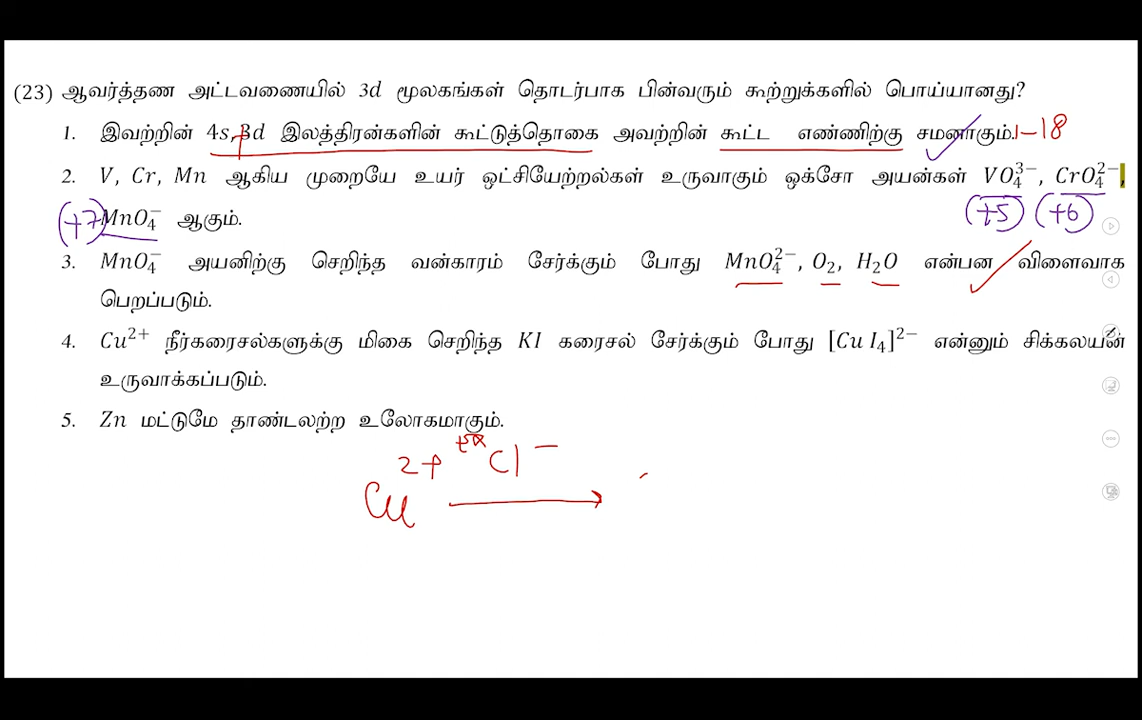 (23) ஆவர்த்தண அட்டவணையில் 3d மூலகங்கள் தொடர்பாக பின்வரும் கூற்றுக்களில் பொய்யானது?
1. இவற்றின் 4s, 3d இலத்திரன்களின் கூட்டுத்தொகை அவற்றின் கூட்ட எண்ணிற்கு சமனாகும். 1-18
2. V, Cr, Mn ஆகிய முறையே உயர் ஒட்சியேற்றல்கள் உருவாகும் ஒக்சோ அயன்கள் VO₄³⁻, CrO₄²⁻,
(+7) MnO₄⁻ ஆகும். (+5) (+6)
3. MnO₄⁻ அயனிற்கு செறிந்த வன்காரம் சேர்க்கும் போது MnO₄²⁻, O₂, H₂O என்பன விளைவாக
பெறப்படும்.
4. Cu²⁺ நீர்கரைசல்களுக்கு மிகை செறிந்த KI கரைசல் சேர்க்கும் போது [Cu I₄]²⁻ என்னும் சிக்கலயன்
உருவாக்கப்படும்.
5. Zn மட்டுமே தாண்டலற்ற உலோகமாகும்.
Cu²⁺ Cl⁻ →